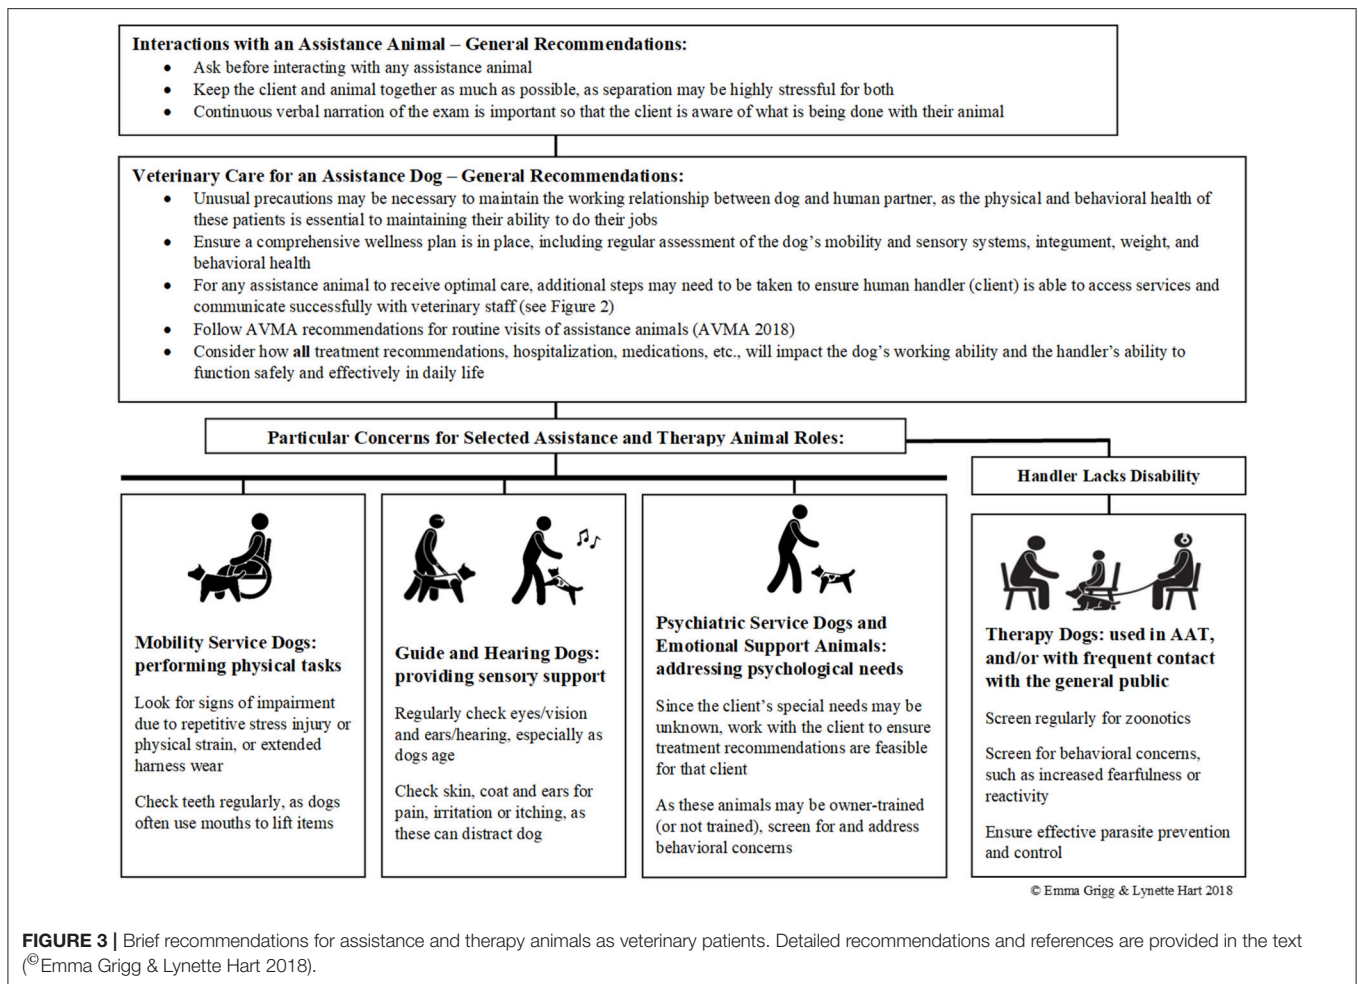 Interactions with an Assistance Animal – General Recommendations:
• Ask before interacting with any assistance animal
• Keep the client and animal together as much as possible, as separation may be highly stressful for both
• Continuous verbal narration of the exam is important so that the client is aware of what is being done with their animal
Veterinary Care for an Assistance Dog – General Recommendations:
• Unusual precautions may be necessary to maintain the working relationship between dog and human partner, as the physical and behavioral health of
these patients is essential to maintaining their ability to do their jobs
• Ensure a comprehensive wellness plan is in place, including regular assessment of the dog's mobility and sensory systems, integument, weight, and
behavioral health
• For any assistance animal to receive optimal care, additional steps may need to be taken to ensure human handler (client) is able to access services and
communicate successfully with veterinary staff (see Figure 2)
• Follow AVMA recommendations for routine visits of assistance animals (AVMA 2018)
• Consider how all treatment recommendations, hospitalization, medications, etc., will impact the dog's working ability and the handler's ability to
function safely and effectively in daily life
Particular Concerns for Selected Assistance and Therapy Animal Roles:
Handler Lacks Disability
Mobility Service Dogs:
performing physical tasks
Look for signs of impairment
due to repetitive stress injury or
physical strain, or extended
harness wear
Check teeth regularly, as dogs
often use mouths to lift items
Guide and Hearing Dogs:
providing sensory support
Regularly check eyes/vision
and ears/hearing, especially as
dogs age
Check skin, coat and ears for
pain, irritation or itching, as
these can distract dog
Psychiatric Service Dogs and
Emotional Support Animals:
addressing psychological needs
Since the client's special needs may be
unknown, work with the client to ensure
treatment recommendations are feasible
for that client
As these animals may be owner-trained
(or not trained), screen for and address
behavioral concerns
Therapy Dogs: used in AAT,
and/or with frequent contact
with the general public
Screen regularly for zoonotics
Screen for behavioral concerns,
such as increased fearfulness or
reactivity
Ensure effective parasite prevention
and control
© Emma Grigg & Lynette Hart 2018
FIGURE 3 | Brief recommendations for assistance and therapy animals as veterinary patients. Detailed recommendations and references are provided in the text
(©Emma Grigg & Lynette Hart 2018).